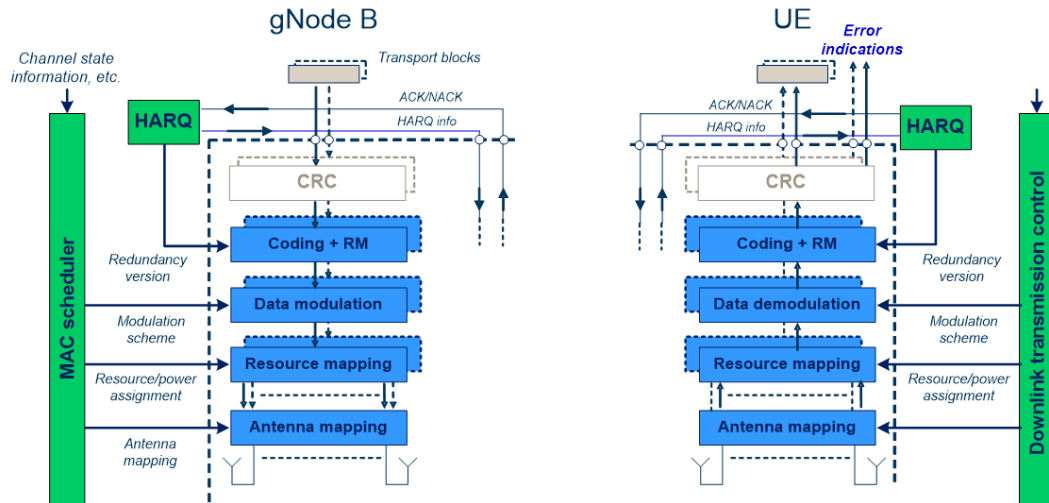 gNode B
UE
Channel state
information, etc.
Transport blocks
Error
indications
HARQ
ACK/NACK
HARQ info
ACK/NACK
HARQ info
HARQ
CRC
CRC
Coding + RM
Coding + RM
Redundancy
version
Redundancy
version
Data modulation
Data demodulation
Modulation
scheme
Modulation
scheme
Resource mapping
Resource mapping
Resource/power
assignment
Resource/power
assignment
Antenna mapping
Antenna mapping
Antenna
mapping
MAC scheduler
Downlink transmission control